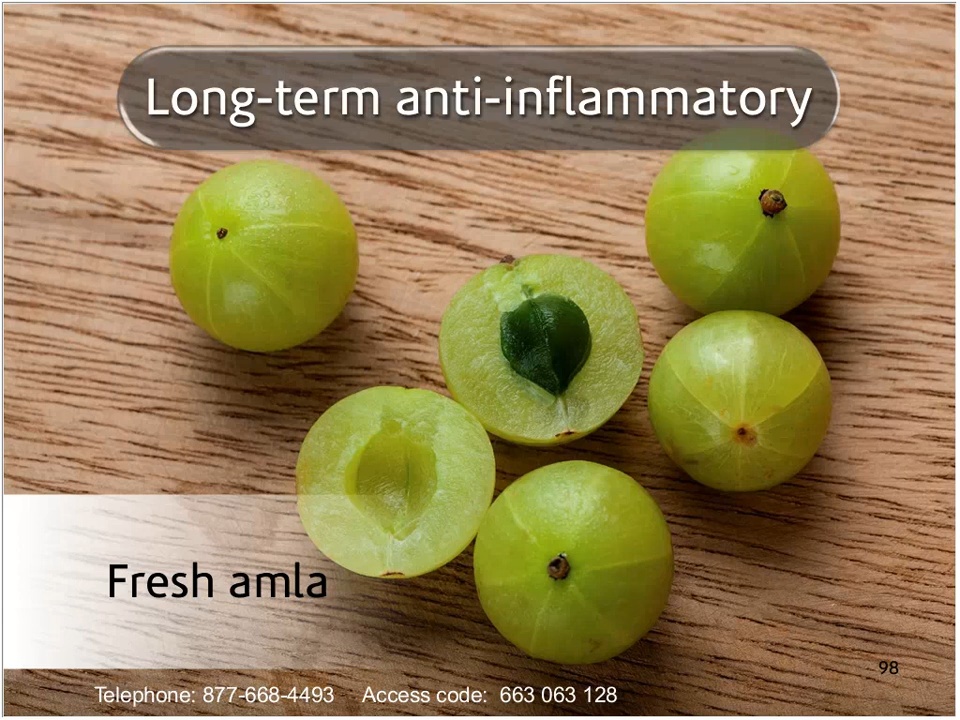 Long-term anti-inflammatory
Fresh amla
98
Telephone: 877-668-4493 Access code: 663 063 128